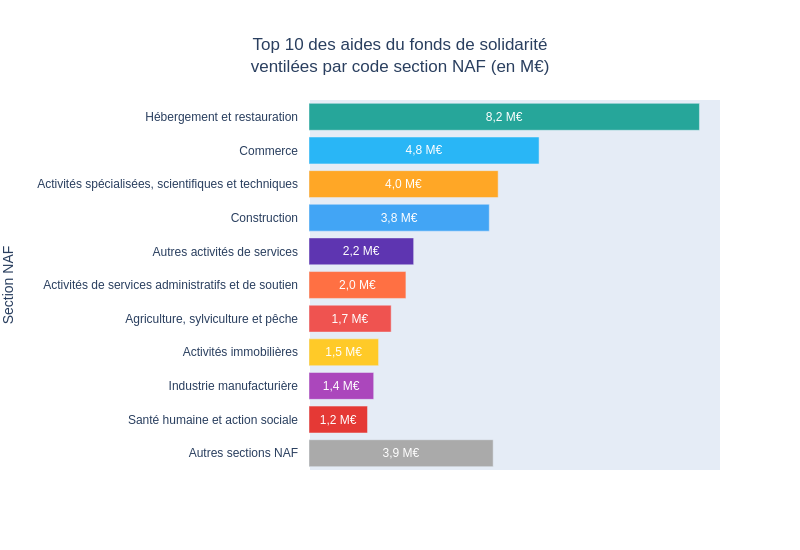 Top 10 des aides du fonds de solidarité
ventilées par code section NAF (en M€)
Section NAF
Hébergement et restauration 8,2 M€
Commerce 4,8 M€
Activités spécialisées, scientifiques et techniques 4,0 M€
Construction 3,8 M€
Autres activités de services 2,2 M€
Activités de services administratifs et de soutien 2,0 M€
Agriculture, sylviculture et pêche 1,7 M€
Activités immobilières 1,5 M€
Industrie manufacturière 1,4 M€
Santé humaine et action sociale 1,2 M€
Autres sections NAF 3,9 M€